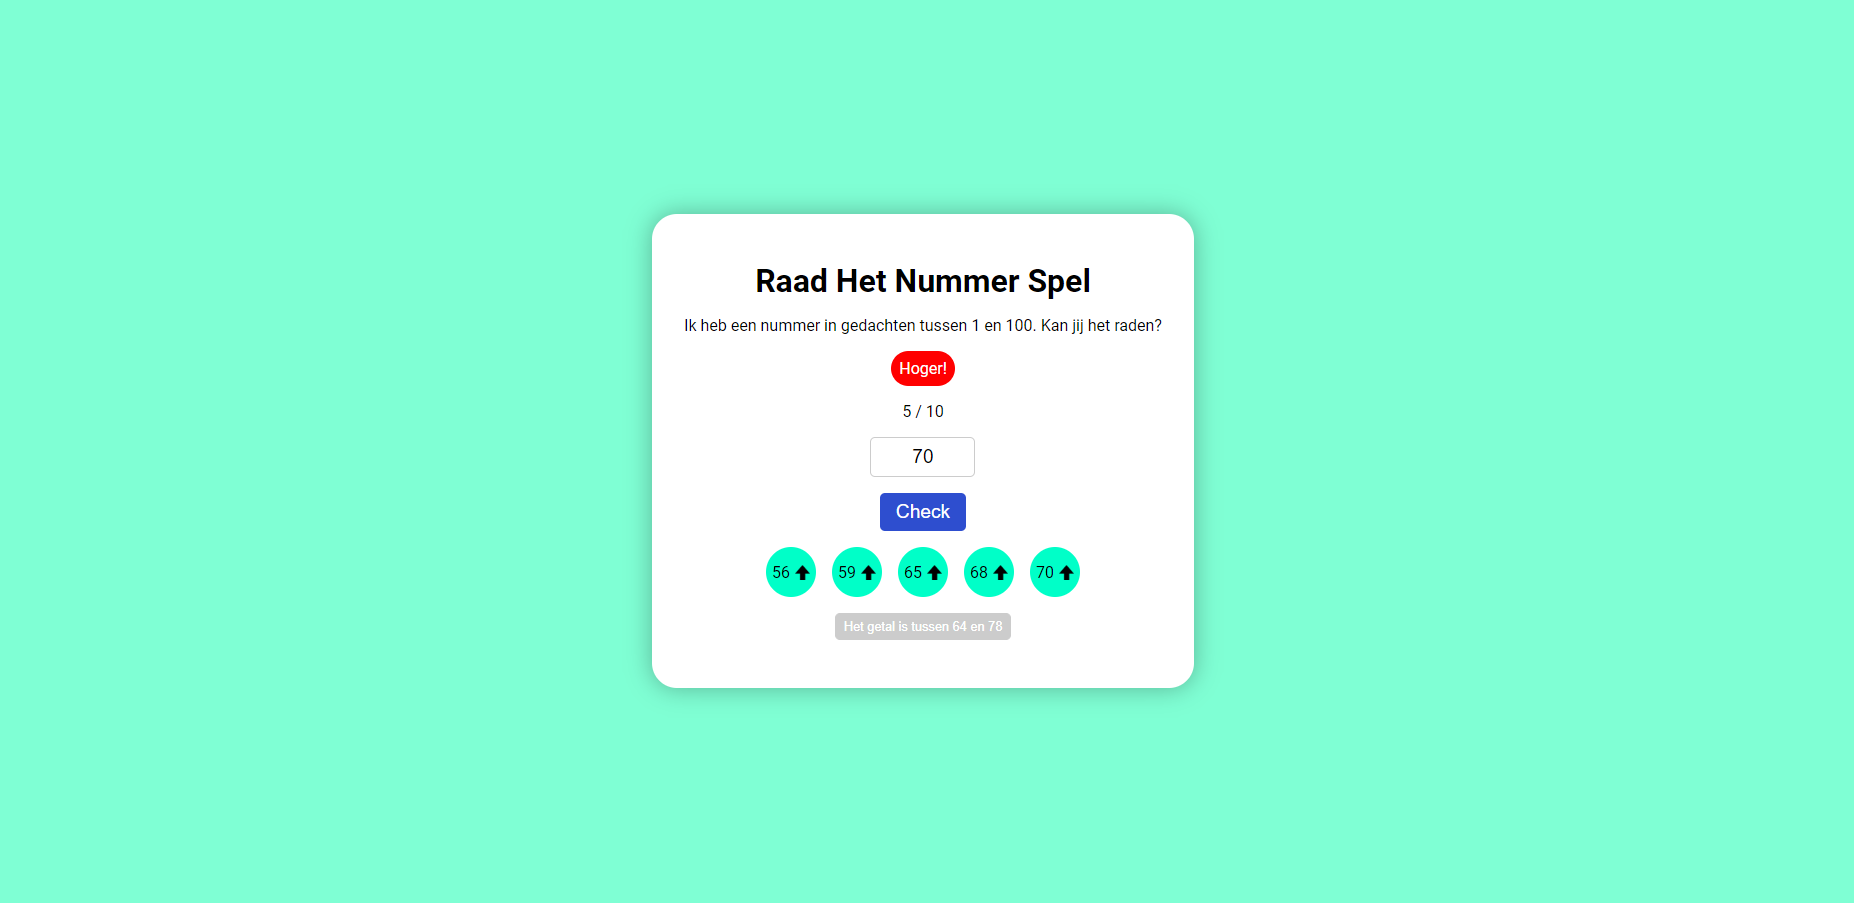 Raad Het Nummer Spel
Ik heb een nummer in gedachten tussen 1 en 100. Kan jij het raden?
Hoger!
5 / 10
70
Check
56 59 65 68 70
Het getal is tussen 64 en 78